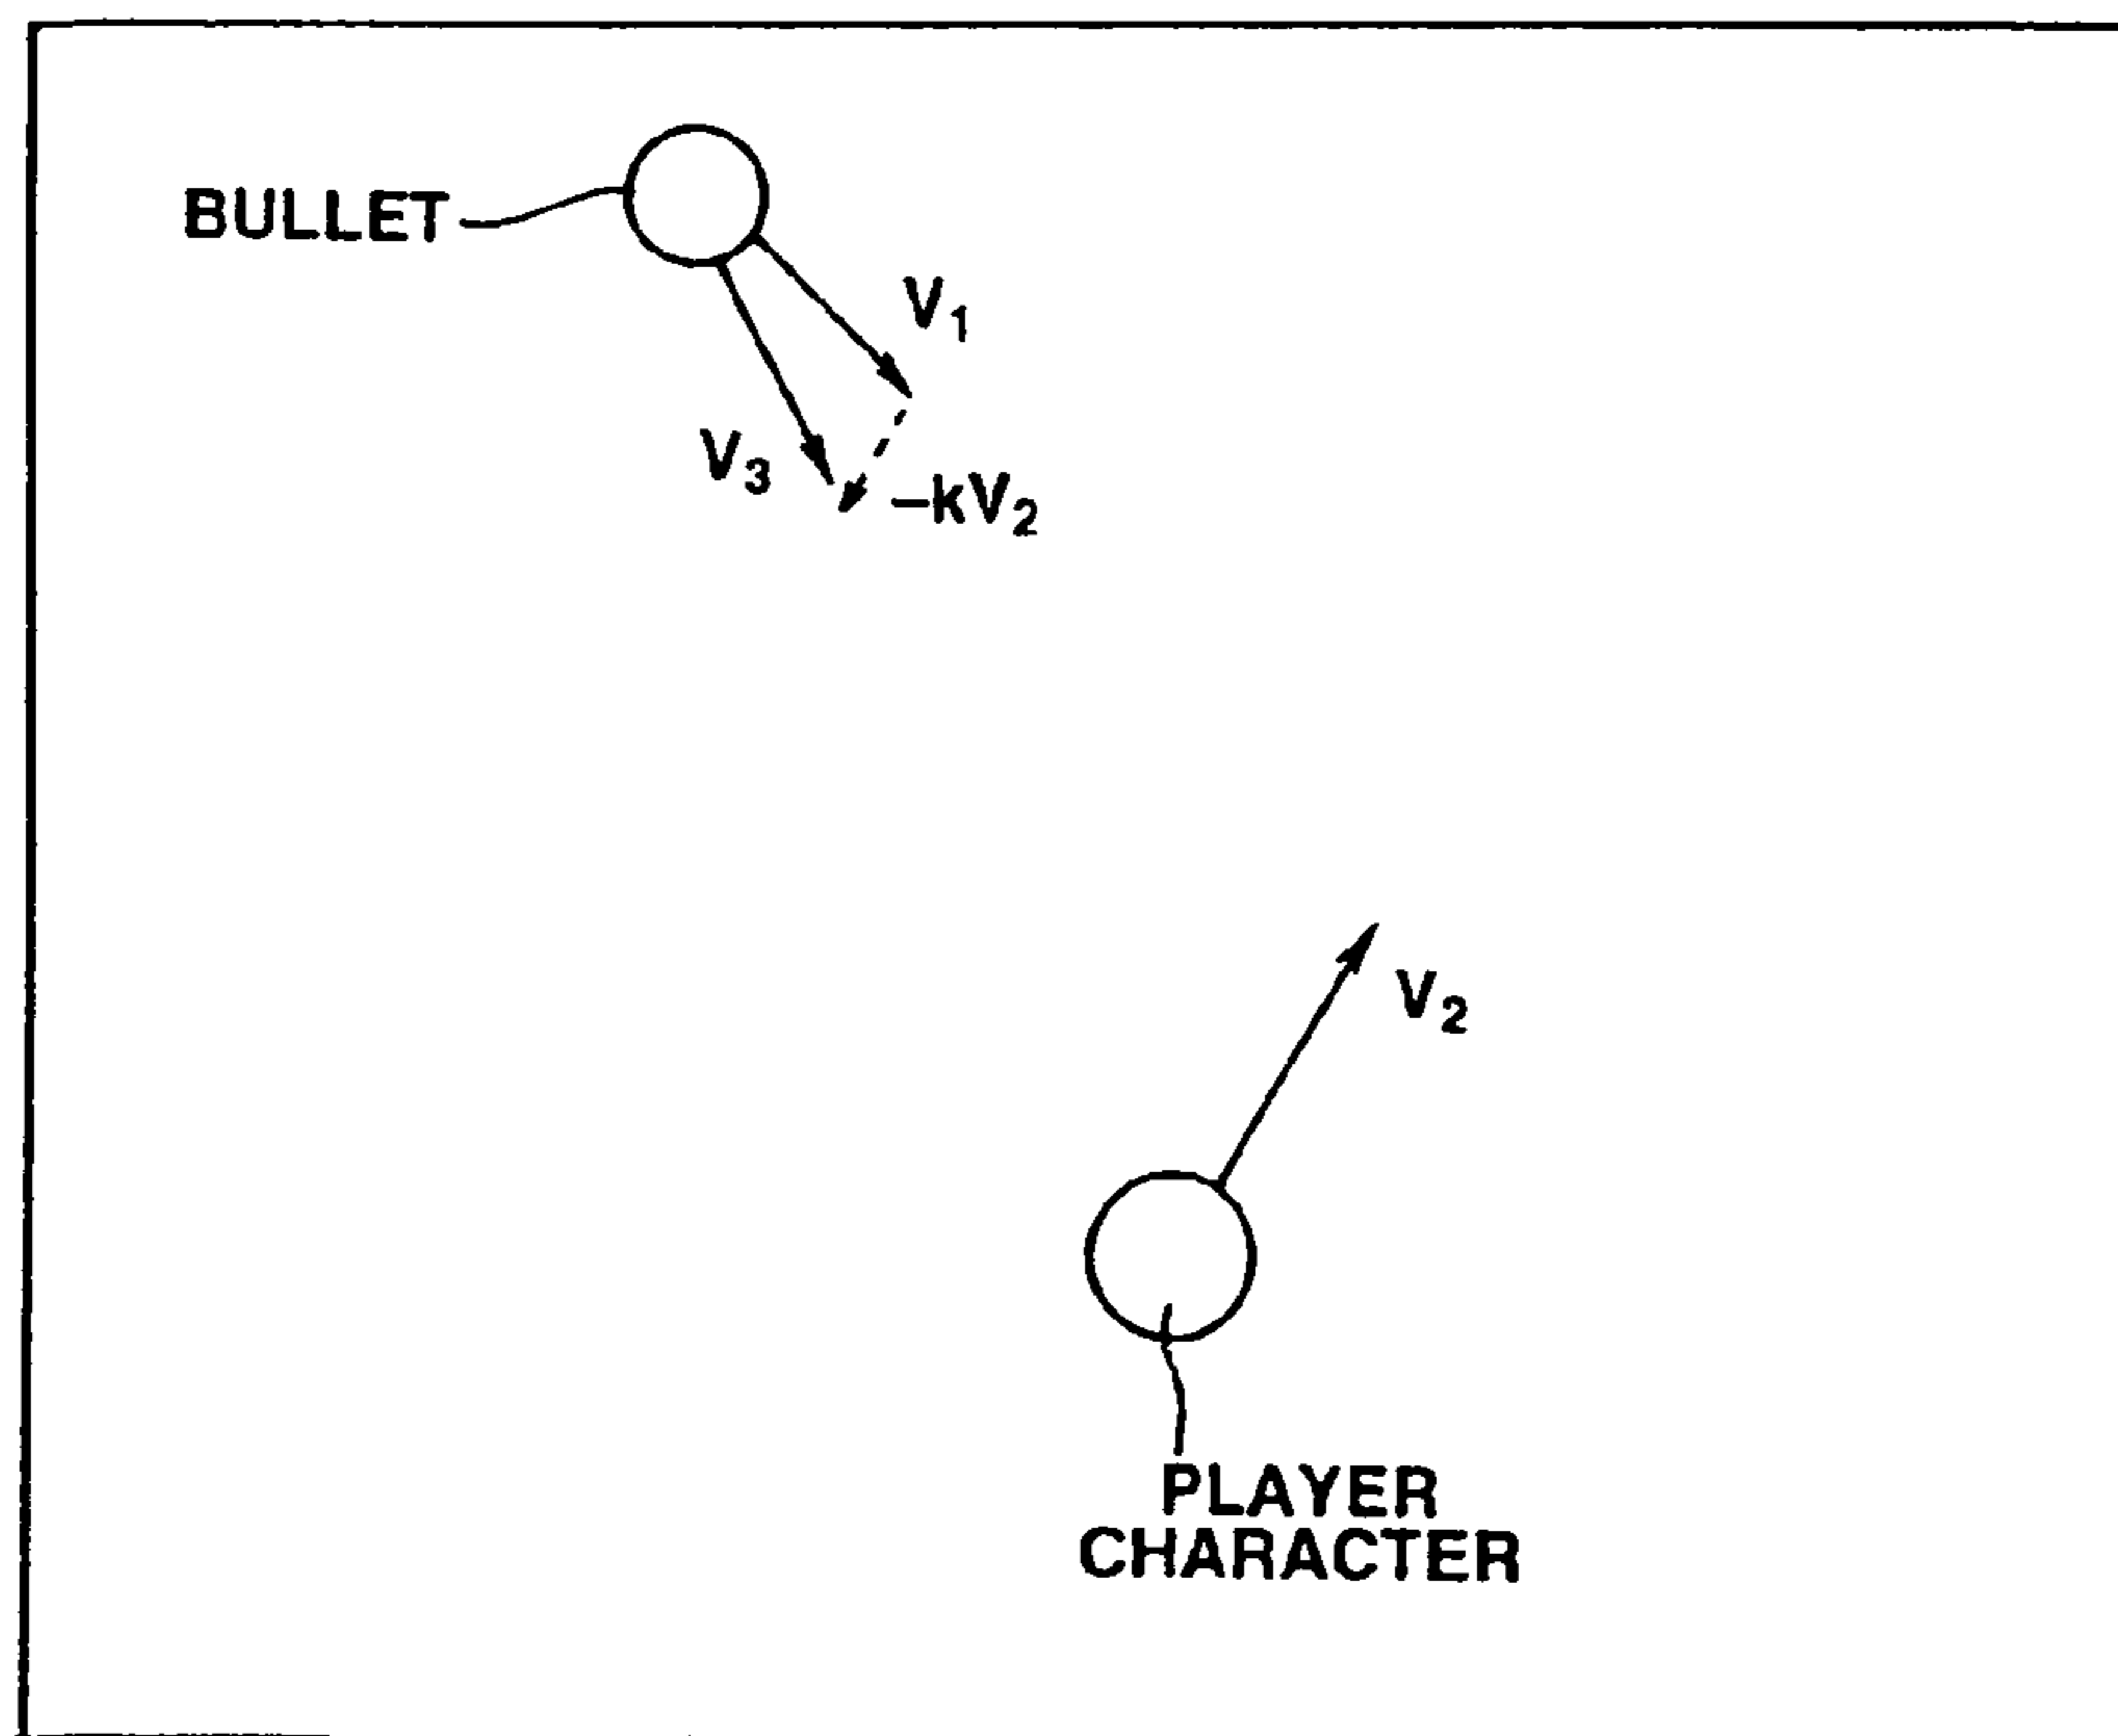 BULLET
V₁
V₃
–kV₂
V₂
PLAYER
CHARACTER